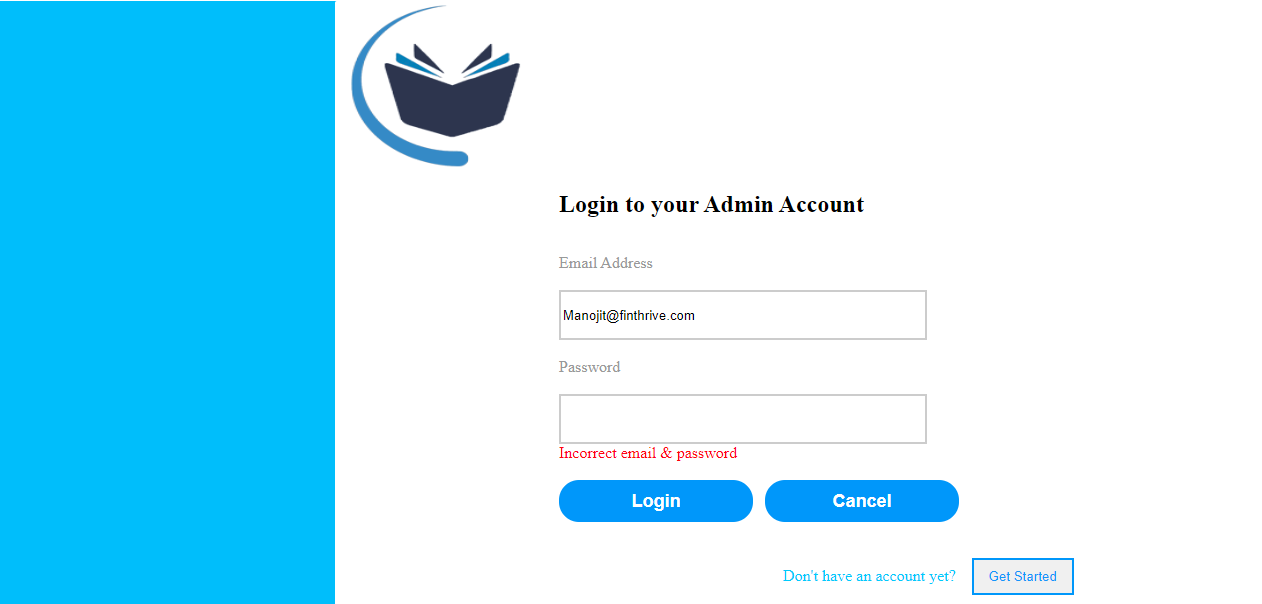 Login to your Admin Account
Email Address
Manojit@finthrive.com
Password
Incorrect email & password
Login Cancel
Don't have an account yet? Get Started